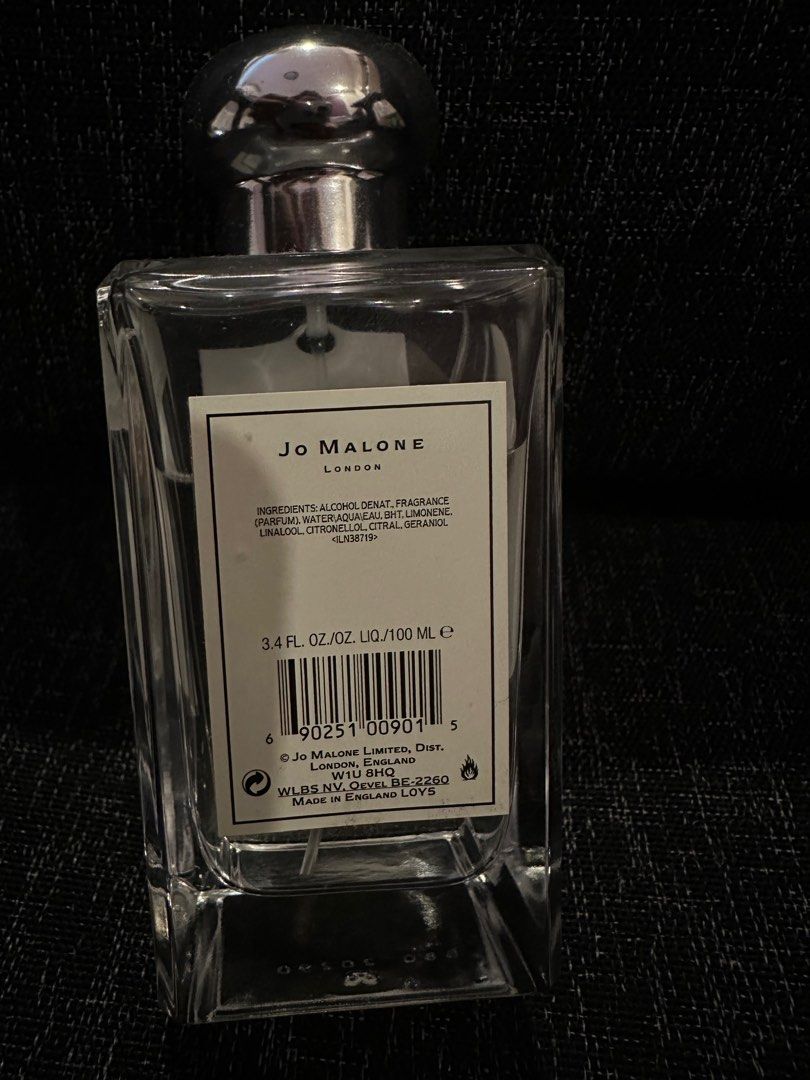 Jo Malone
London
INGREDIENTS: ALCOHOL DENAT., FRAGRANCE
(PARFUM), WATER\AQUA\EAU, BHT, LIMONENE,
LINALOOL, CITRONELLOL, CITRAL, GERANIOL
<ILN38719>
3.4 FL. OZ./OZ. LIQ./100 ML ℮
6 90251 00901 5
© Jo Malone Limited, Dist.
London, England
W1U 8HQ
WLBS NV, Oevel BE-2260
Made in England LOYS